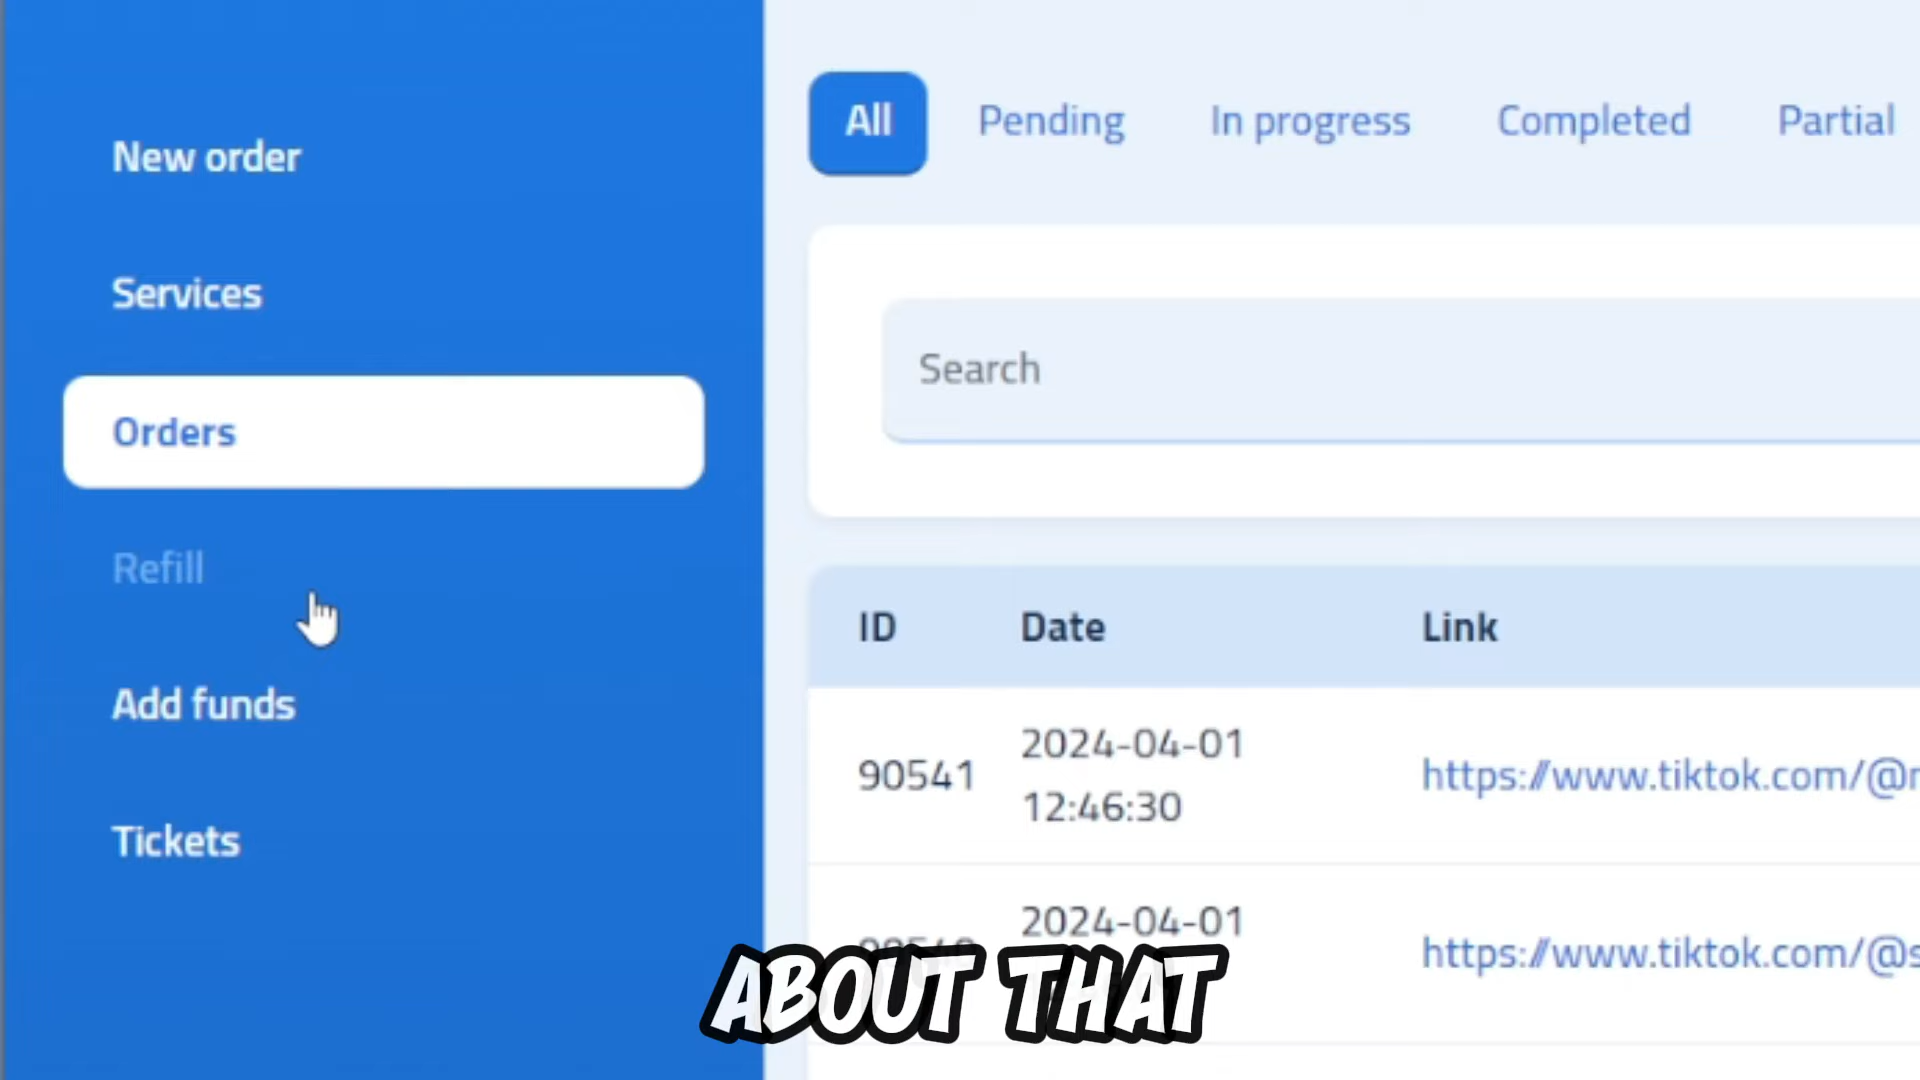 New order
Services
Orders
Refill
Add funds
Tickets
All Pending In progress Completed Partial
Search
ID Date Link
90541 2024-04-01 12:46:30 https://www.tiktok.com/@
2024-04-01 https://www.tiktok.com/@s
ABOUT THAT